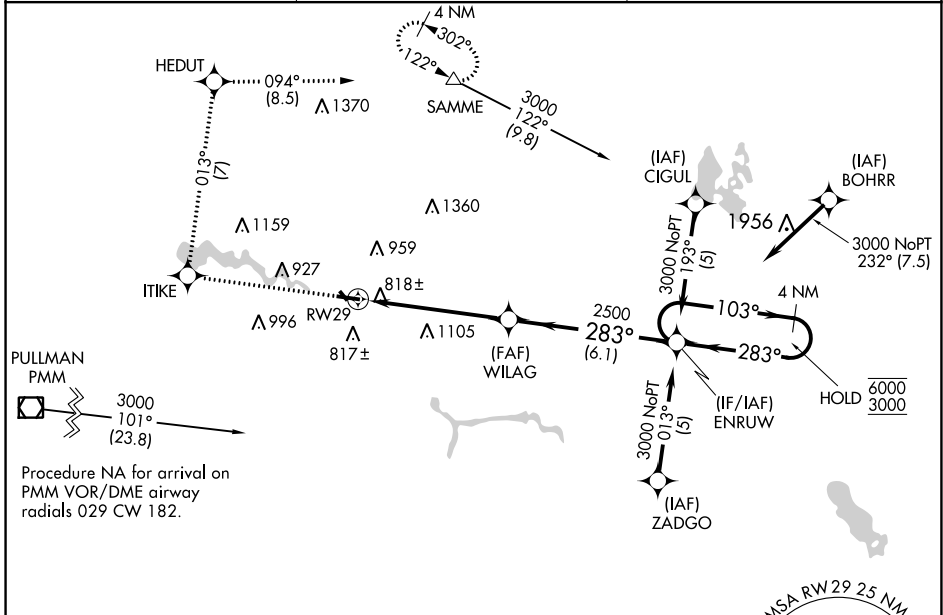 4 NM
302°
122°
SAMME
3000
122°
(9.8)
HEDUT
094°
(8.5)
1370
013°
(7)
1159
1360
959
927
818±
ITIKE
RW29
996
817±
1105
(FAF)
WILAG
2500
283°
(6.1)
(IAF)
CIGUL
3000 NoPT
193°
(5)
(IAF)
BOHRR
1956
3000 NoPT
232° (7.5)
103°
4 NM
283°
HOLD
6000
3000
(IF/IAF)
ENRUW
3000 NoPT
013°
(5)
(IAF)
ZADGO
PULLMAN
PMM
3000
101°
(23.8)
Procedure NA for arrival on
PMM VOR/DME airway
radials 029 CW 182.
MSA RW29 25 NM